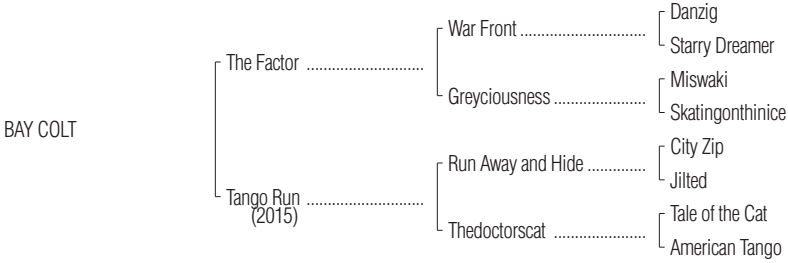 Danzig
War Front ..............................
Starry Dreamer
The Factor ............................
Miswaki
Greyciousness ......................
Skatingonthinice
BAY COLT
City Zip
Run Away and Hide ..............
Jilted
Tango Run ............................
(2015)
Tale of the Cat
Thedoctorscat ......................
American Tango